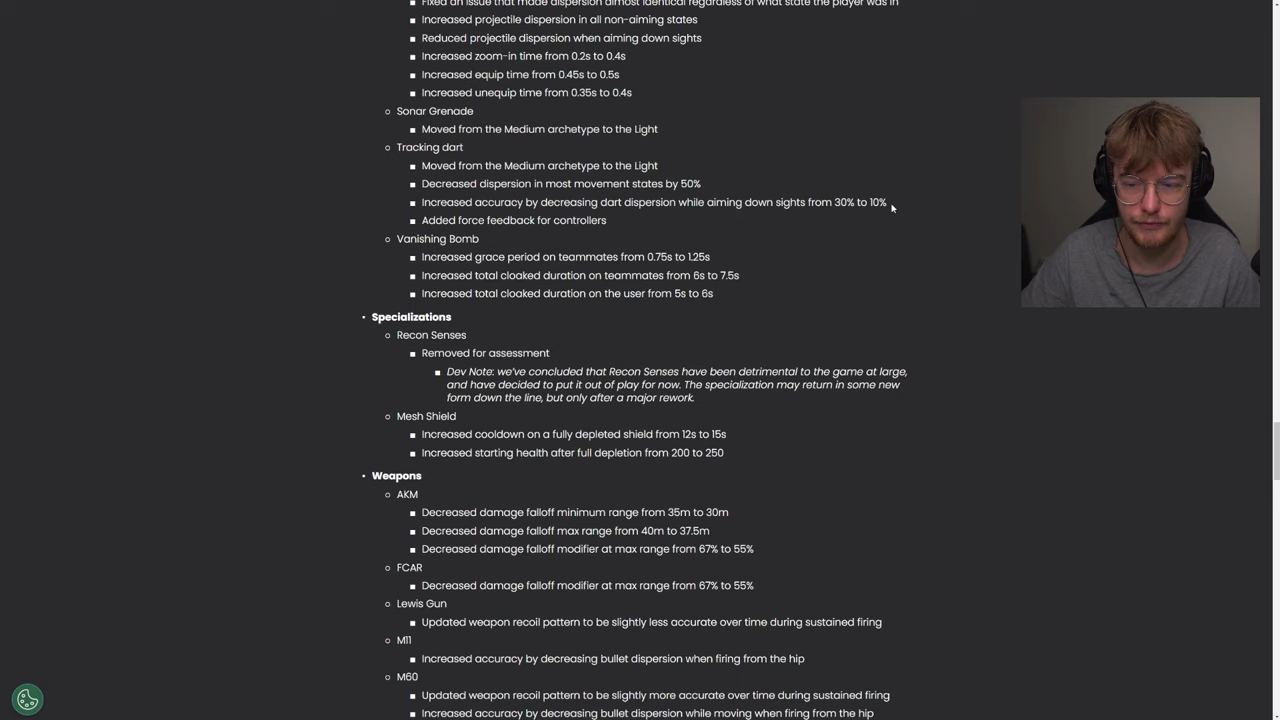 Fixed an issue that made dispersion almost identical regardless of what state the player was in
Increased projectile dispersion in all non-aiming states
Reduced projectile dispersion when aiming down sights
Increased zoom-in time from 0.2s to 0.4s
Increased equip time from 0.45s to 0.5s
Increased unequip time from 0.35s to 0.4s
Sonar Grenade
Moved from the Medium archetype to the Light
Tracking dart
Moved from the Medium archetype to the Light
Decreased dispersion in most movement states by 50%
Increased accuracy by decreasing dart dispersion while aiming down sights from 30% to 10%
Added force feedback for controllers
Vanishing Bomb
Increased grace period on teammates from 0.75s to 1.25s
Increased total cloaked duration on teammates from 6s to 7.5s
Increased total cloaked duration on the user from 5s to 6s
Specializations
Recon Senses
Removed for assessment
Dev Note: we've concluded that Recon Senses have been detrimental to the game at large,
and have decided to put it out of play for now. The specialization may return in some new
form down the line, but only after a major rework.
Mesh Shield
Increased cooldown on a fully depleted shield from 12s to 15s
Increased starting health after full depletion from 200 to 250
Weapons
AKM
Decreased damage falloff minimum range from 35m to 30m
Decreased damage falloff max range from 40m to 37.5m
Decreased damage falloff modifier at max range from 67% to 55%
FCAR
Decreased damage falloff modifier at max range from 67% to 55%
Lewis Gun
Updated weapon recoil pattern to be slightly less accurate over time during sustained firing
M11
Increased accuracy by decreasing bullet dispersion when firing from the hip
M60
Updated weapon recoil pattern to be slightly more accurate over time during sustained firing
Increased accuracy by decreasing bullet dispersion while moving when firing from the hip